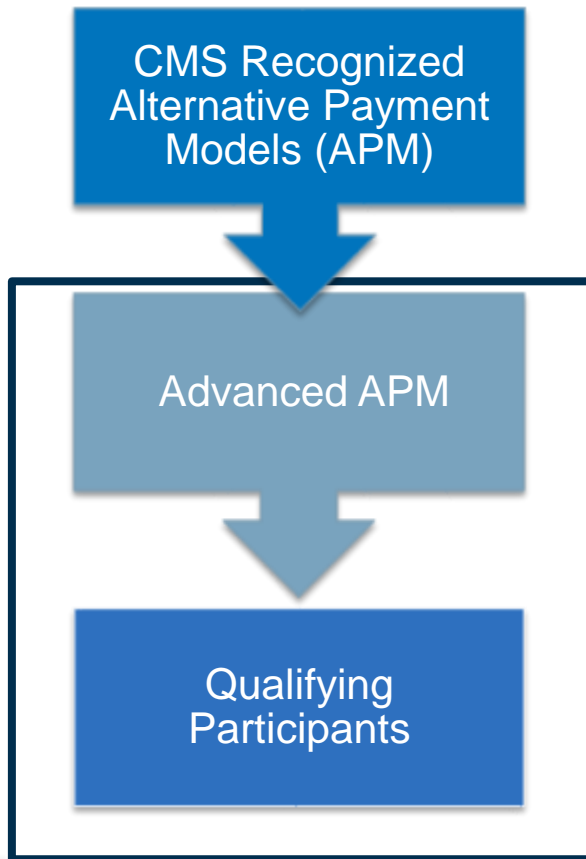 CMS Recognized
Alternative Payment
Models (APM)
Advanced APM
Qualifying
Participants